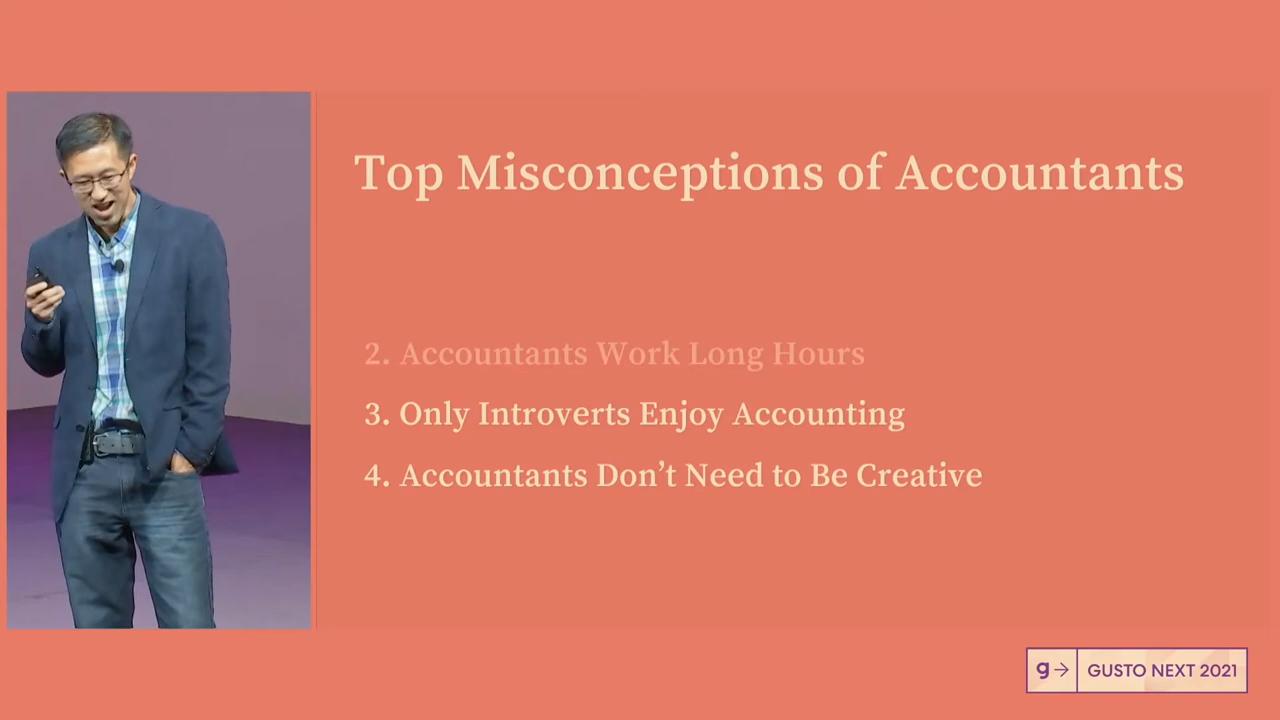 Top Misconceptions of Accountants
2. Accountants Work Long Hours
3. Only Introverts Enjoy Accounting
4. Accountants Don’t Need to Be Creative
g→ GUSTO NEXT 2021